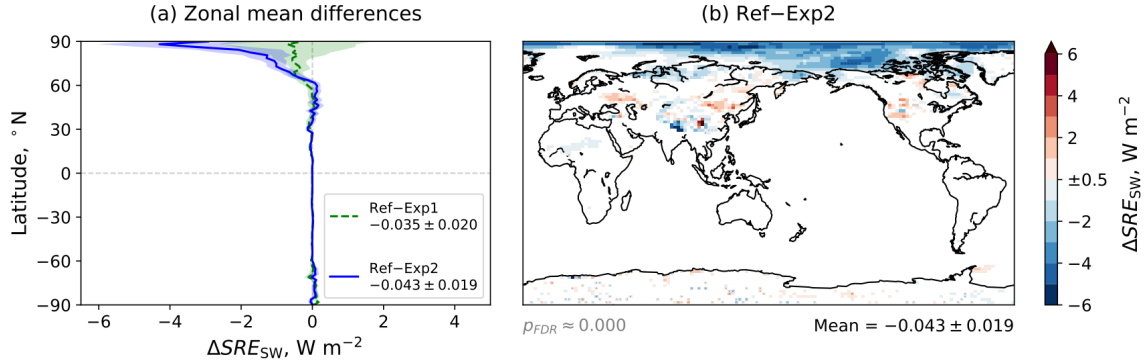 (a) Zonal mean differences
90
60
30
0
−30
−60
−90
Latitude, °N
Ref−Exp1
−0.035 ± 0.020
Ref−Exp2
−0.043 ± 0.019
−6
−4
−2
0
2
4
ΔSRE_SW, W m⁻²
(b) Ref−Exp2
p_FDR ≈ 0.000
Mean = −0.043 ± 0.019
6
4
2
±0.5
−2
−4
−6
ΔSRE_SW, W m⁻²